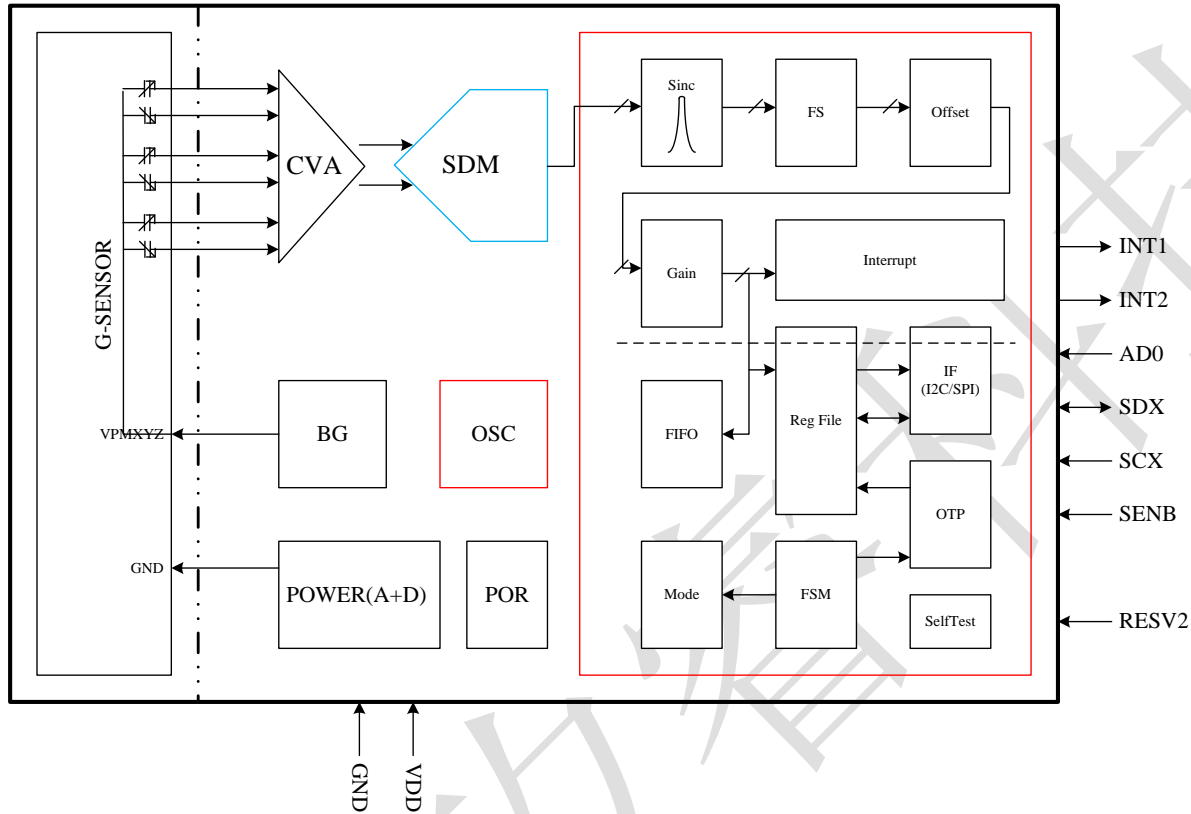 Sinc
FS
Offset
CVA
SDM
G-SENSOR
Gain
Interrupt
INT1
INT2
AD0
SDX
SCX
SENB
RESV2
IF
(I2C/SPI)
Reg File
FIFO
VPMXYZ
BG
OSC
OTP
GND
POWER(A+D)
POR
Mode
FSM
SelfTest
GND
VDD